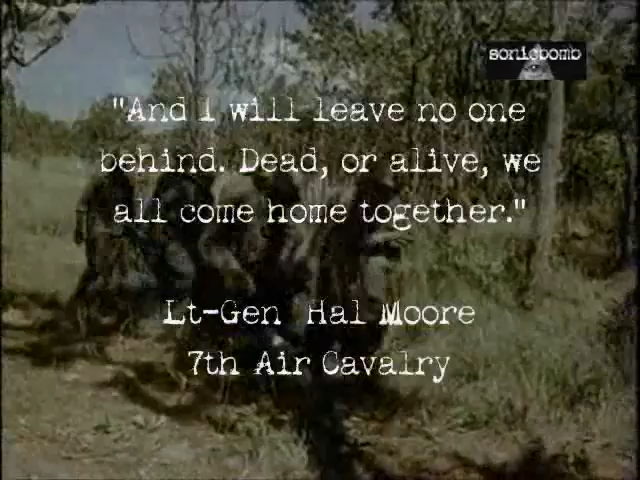 sonicbomb
"And I will leave no one
behind. Dead, or alive, we
all come home together."
Lt-Gen Hal Moore
7th Air Cavalry